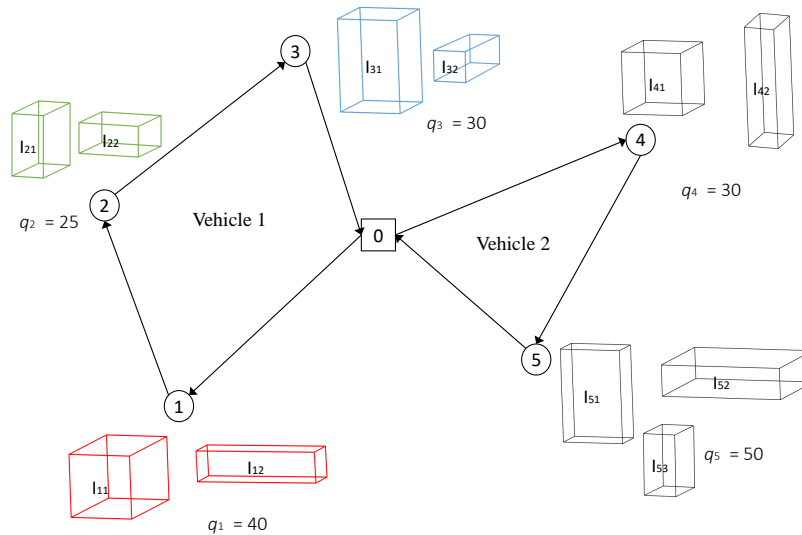 3
I31
I32
q3 = 30
I41
I42
4
q4 = 30
I21
I22
2
q2 = 25
Vehicle 1
0
Vehicle 2
5
I51
I52
I53
q5 = 50
1
I11
I12
q1 = 40